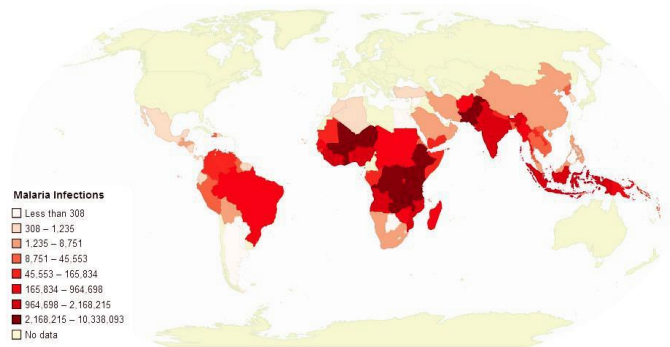 Malaria Infections
Less than 308
308 – 1,235
1,235 – 8,751
8,751 – 45,553
45,553 – 165,834
165,834 – 964,698
964,698 – 2,168,215
2,168,215 – 10,338,093
No data